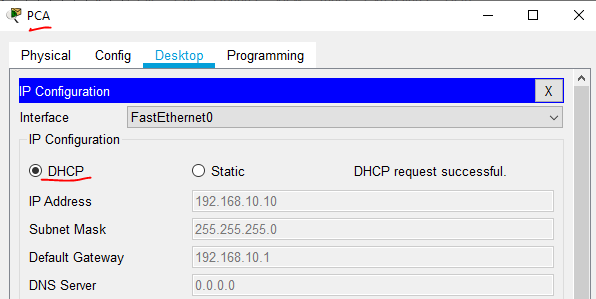 PCA
Physical Config Desktop Programming
IP Configuration X
Interface FastEthernet0
IP Configuration
DHCP Static DHCP request successful.
IP Address 192.168.10.10
Subnet Mask 255.255.255.0
Default Gateway 192.168.10.1
DNS Server 0.0.0.0